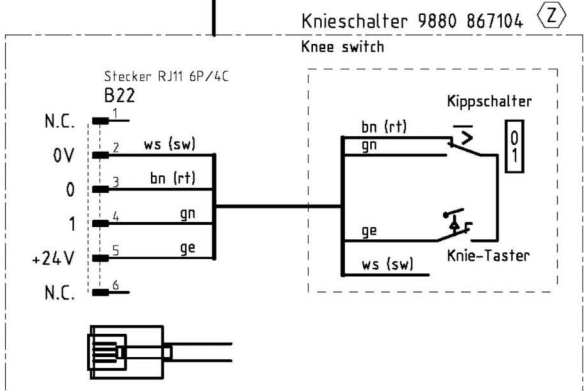 Knieschalter 9880 867104 Z
Knee switch
Stecker RJ11 6P/4C
B22
Kippschalter
N.C. 1
0V 2 ws (sw)
bn (rt)
gn
0
1
0 3 bn (rt)
1 4 gn
ge
+24V 5 ge
Knie-Taster
ws (sw)
N.C. 6